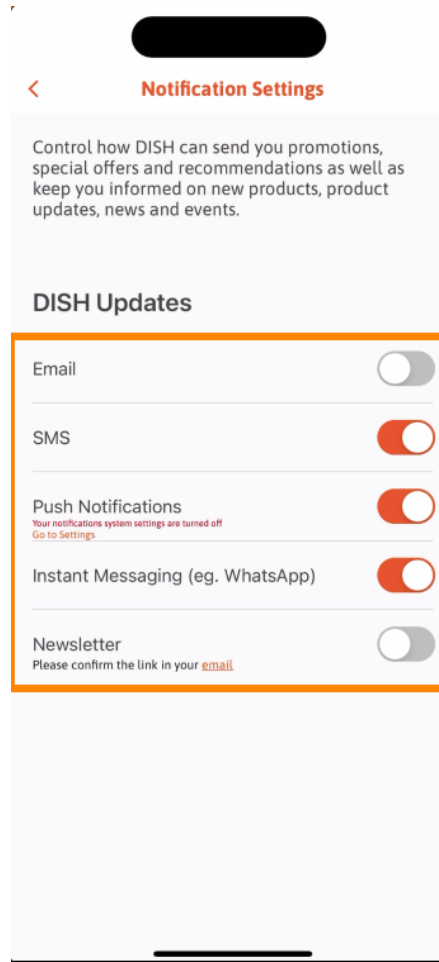 Notification Settings
Control how DISH can send you promotions,
special offers and recommendations as well as
keep you informed on new products, product
updates, news and events.
DISH Updates
Email
SMS
Push Notifications
Your notifications system settings are turned off
Go to Settings
Instant Messaging (eg. WhatsApp)
Newsletter
Please confirm the link in your email